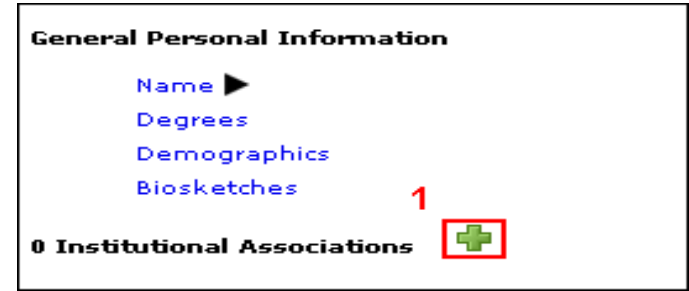 General Personal Information
Name
Degrees
Demographics
Biosketches
1
0 Institutional Associations